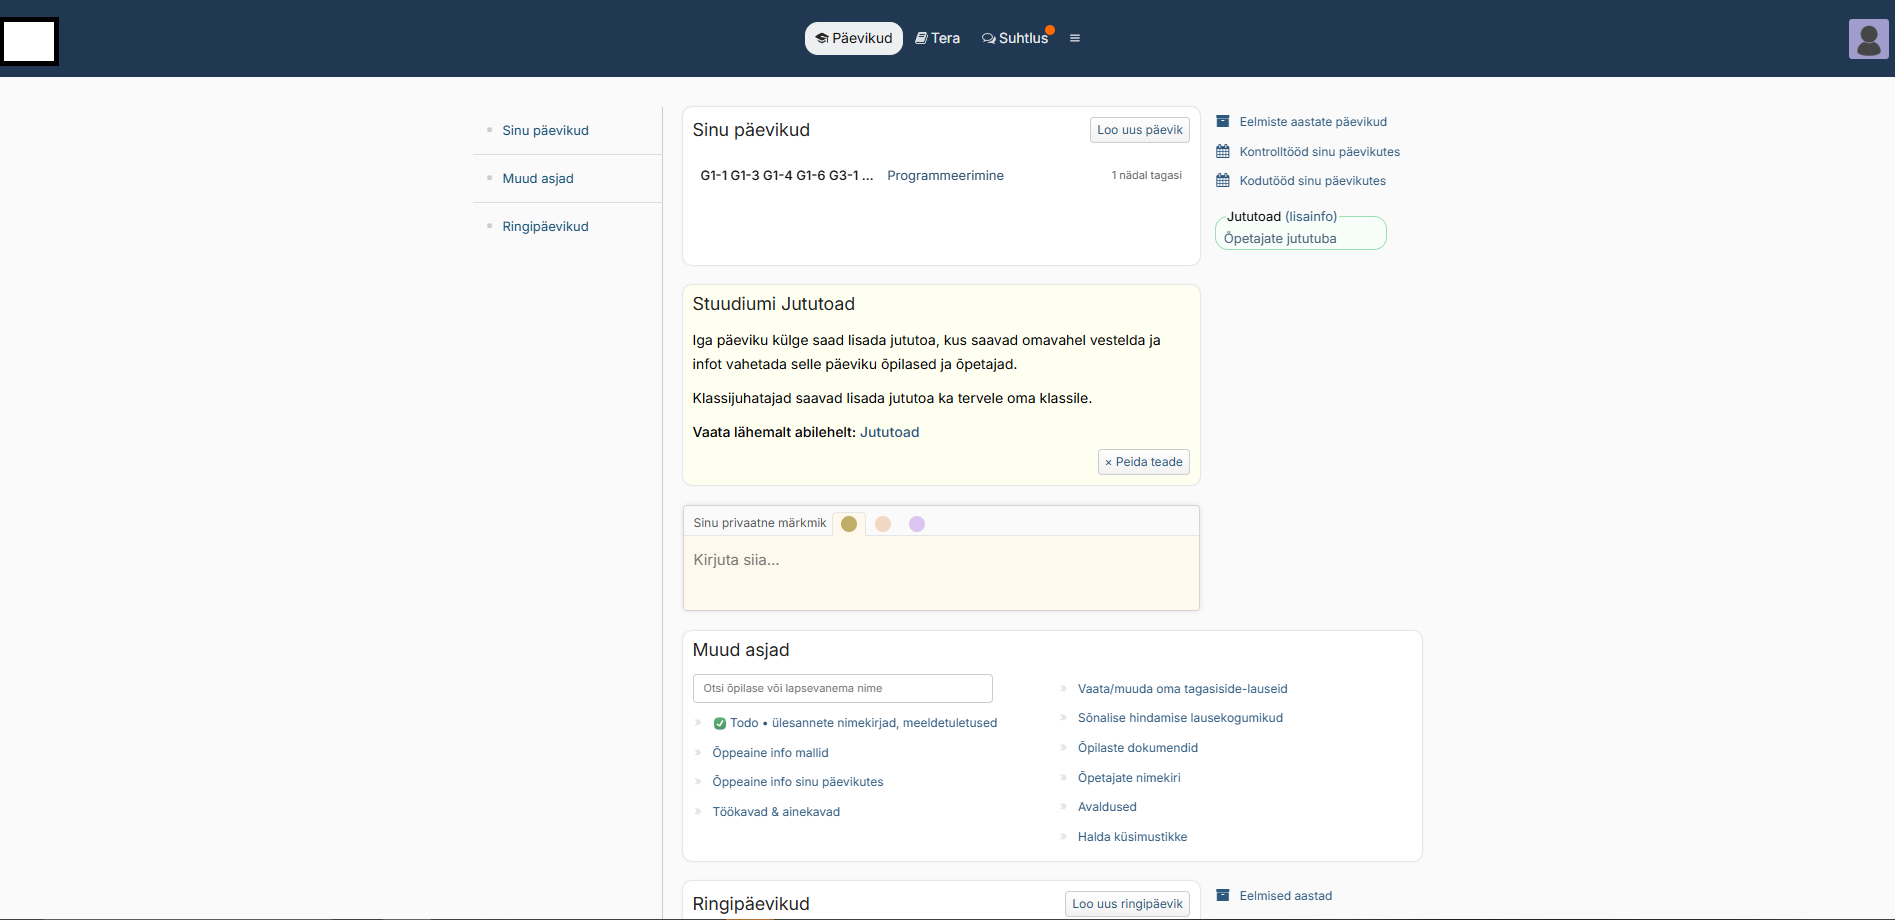 Päevikud
Tera
Suhtlus
Sinu päevikud
Muud asjad
Ringipäevikud
Sinu päevikud
Loo uus päevik
G1-1 G1-3 G1-4 G1-6 G3-1 ...
Programmeerimine
1 nädal tagasi
Eelmiste aastate päevikud
Kontrolltööd sinu päevikutes
Kodutööd sinu päevikutes
Jututoad (lisainfo)
Õpetajate jututuba
Stuudiumi Jututoad
Iga päeviku külge saad lisada jututoa, kus saavad omavahel vestelda ja
infot vahetada selle päeviku õpilased ja õpetajad.
Klassijuhatajad saavad lisada jututoa ka tervele oma klassile.
Vaata lähemalt abilehelt: Jututoad
× Peida teade
Sinu privaatne märkmik
Kirjuta siia...
Muud asjad
Otsi õpilase või lapsevanema nime
Todo • ülesannete nimekirjad, meeldetuletused
Õppeaine info mallid
Õppeaine info sinu päevikutes
Töökavad & ainekavad
Vaata/muuda oma tagasiside-lauseid
Sõnalise hindamise lausekogumikud
Õpilaste dokumendid
Õpetajate nimekiri
Avaldused
Halda küsimustikke
Ringipäevikud
Loo uus ringipäevik
Eelmised aastad